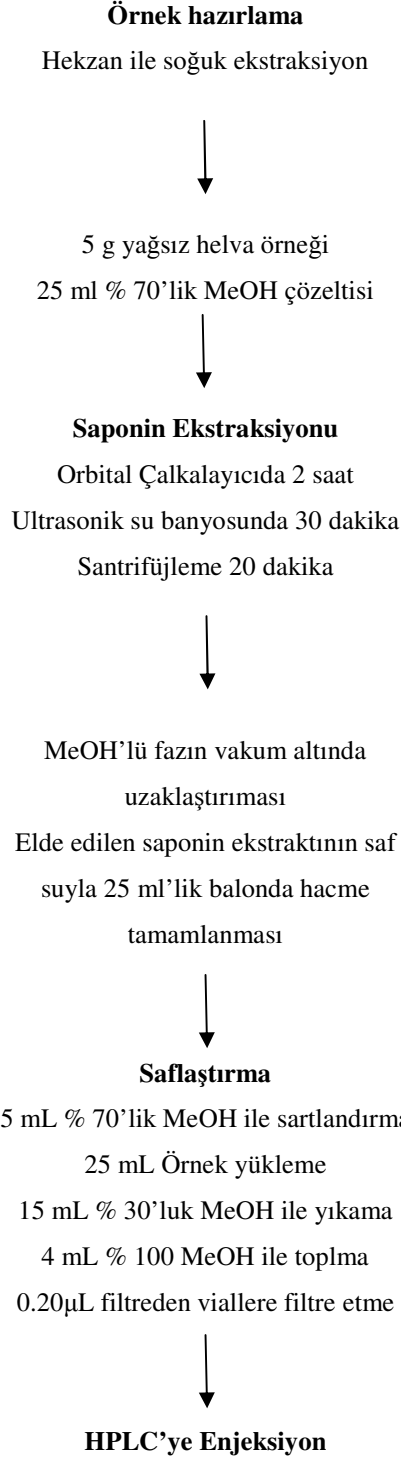 Örnek hazırlama
Hekzan ile soğuk ekstraksiyon
5 g yağsız helva örneği
25 ml % 70’lik MeOH çözeltisi
Saponin Ekstraksiyonu
Orbital Çalkalayıcıda 2 saat
Ultrasonik su banyosunda 30 dakika
Santrifüjleme 20 dakika
MeOH’lü fazın vakum altında
uzaklaştırıması
Elde edilen saponin ekstraktının saf
suyla 25 ml’lik balonda hacme
tamamlanması
Saflaştırma
5 mL % 70’lik MeOH ile sartlandırma
25 mL Örnek yükleme
15 mL % 30’luk MeOH ile yıkama
4 mL % 100 MeOH ile toplma
0.20µL filtreden viallere filtre etme
HPLC’ye Enjeksiyon